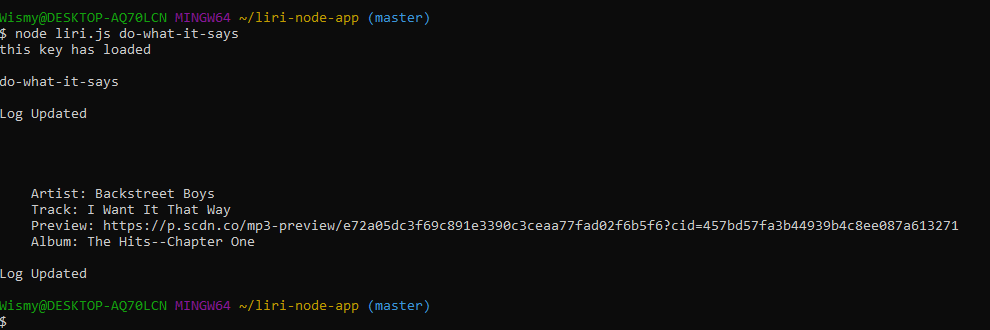 Wismy@DESKTOP-AQ70LCN MINGW64 ~/liri-node-app (master)
$ node liri.js do-what-it-says
this key has loaded
do-what-it-says
Log Updated
Artist: Backstreet Boys
Track: I Want It That Way
Preview: https://p.scdn.co/mp3-preview/e72a05dc3f69c891e3390c3ceaa77fad02f6b5f6?cid=457bd57fa3b44939b4c8ee087a613271
Album: The Hits--Chapter One
Log Updated
Wismy@DESKTOP-AQ70LCN MINGW64 ~/liri-node-app (master)
$